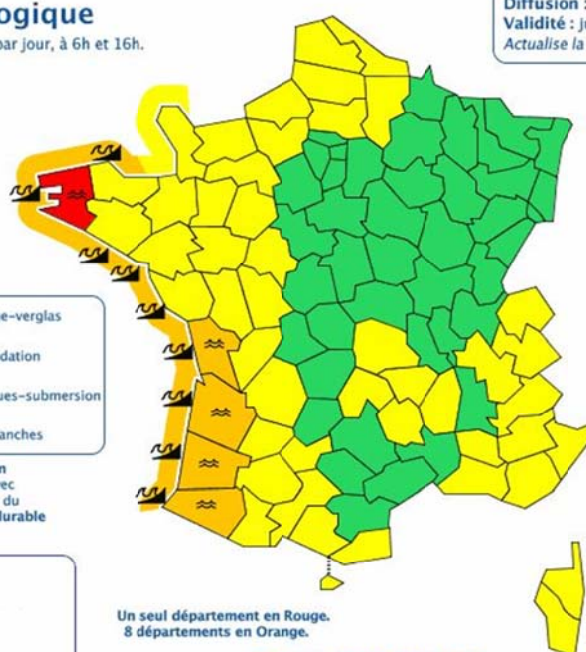 ogique
par jour, à 6h et 16h.
Diffusion :
Validité :
Actualise la
e-verglas
dation
ues-submersion
anches
n
ec
du
durable
Un seul département en Rouge.
8 départements en Orange.